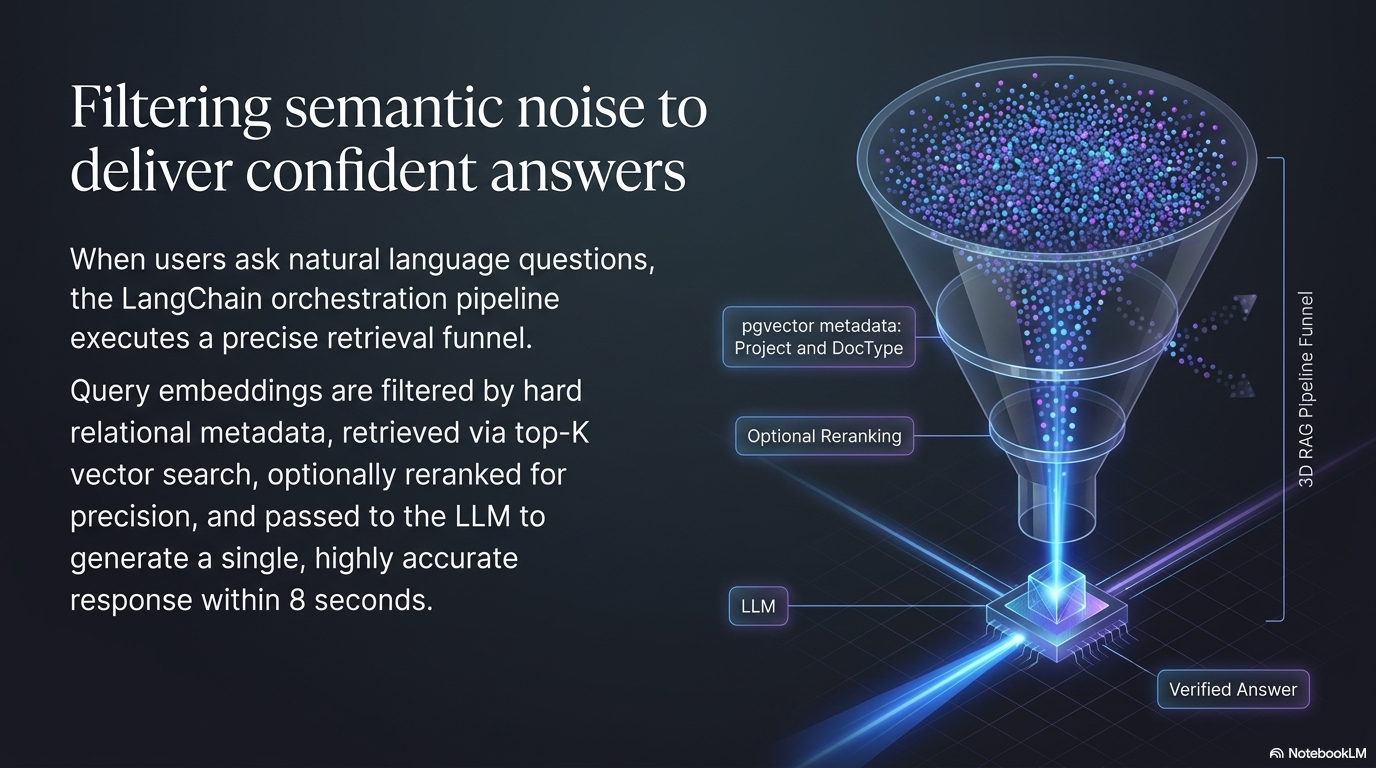 Filtering semantic noise to
deliver confident answers
When users ask natural language questions,
the LangChain orchestration pipeline
executes a precise retrieval funnel.
Query embeddings are filtered by hard
relational metadata, retrieved via top-K
vector search, optionally reranked for
precision, and passed to the LLM to
generate a single, highly accurate
response within 8 seconds.
pgvector metadata:
Project and DocType
Optional Reranking
LLM
Verified Answer
3D RAG PIpeline Funnel
NotebookLM